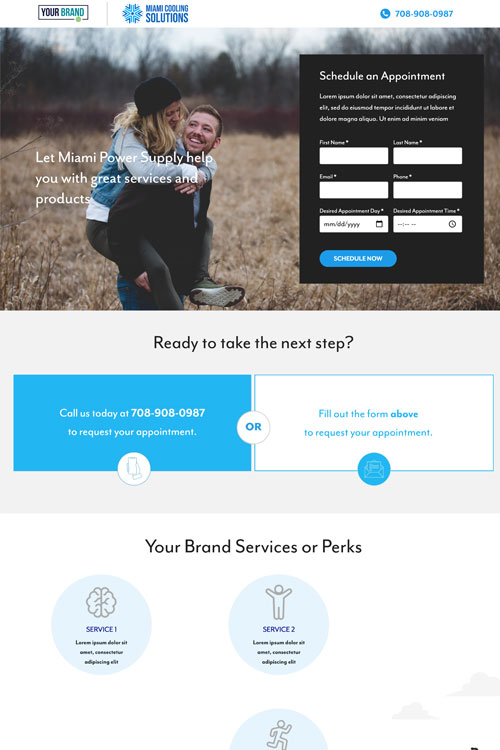 YOUR BRAND
MIAMI COOLING
SOLUTIONS
708-908-0987
Let Miami Power Supply help
you with great services and
products
Schedule an Appointment
Lorem ipsum dolor sit amet, consectetur adipiscing
elit, sed do eiusmod tempor incididunt ut labore et
dolore magna aliqua. Ut enim ad minim veniam
First Name *
Last Name *
Email *
Phone *
Desired Appointment Day *
Desired Appointment Time *
mm/dd/yyyy
--:-- --
SCHEDULE NOW
Ready to take the next step?
Call us today at 708-908-0987
to request your appointment.
OR
Fill out the form above
to request your appointment.
Your Brand Services or Perks
SERVICE 1
Lorem ipsum dolor sit
amet, consectetur
adipiscing elit
SERVICE 2
Lorem ipsum dolor sit
amet, consectetur
adipiscing elit